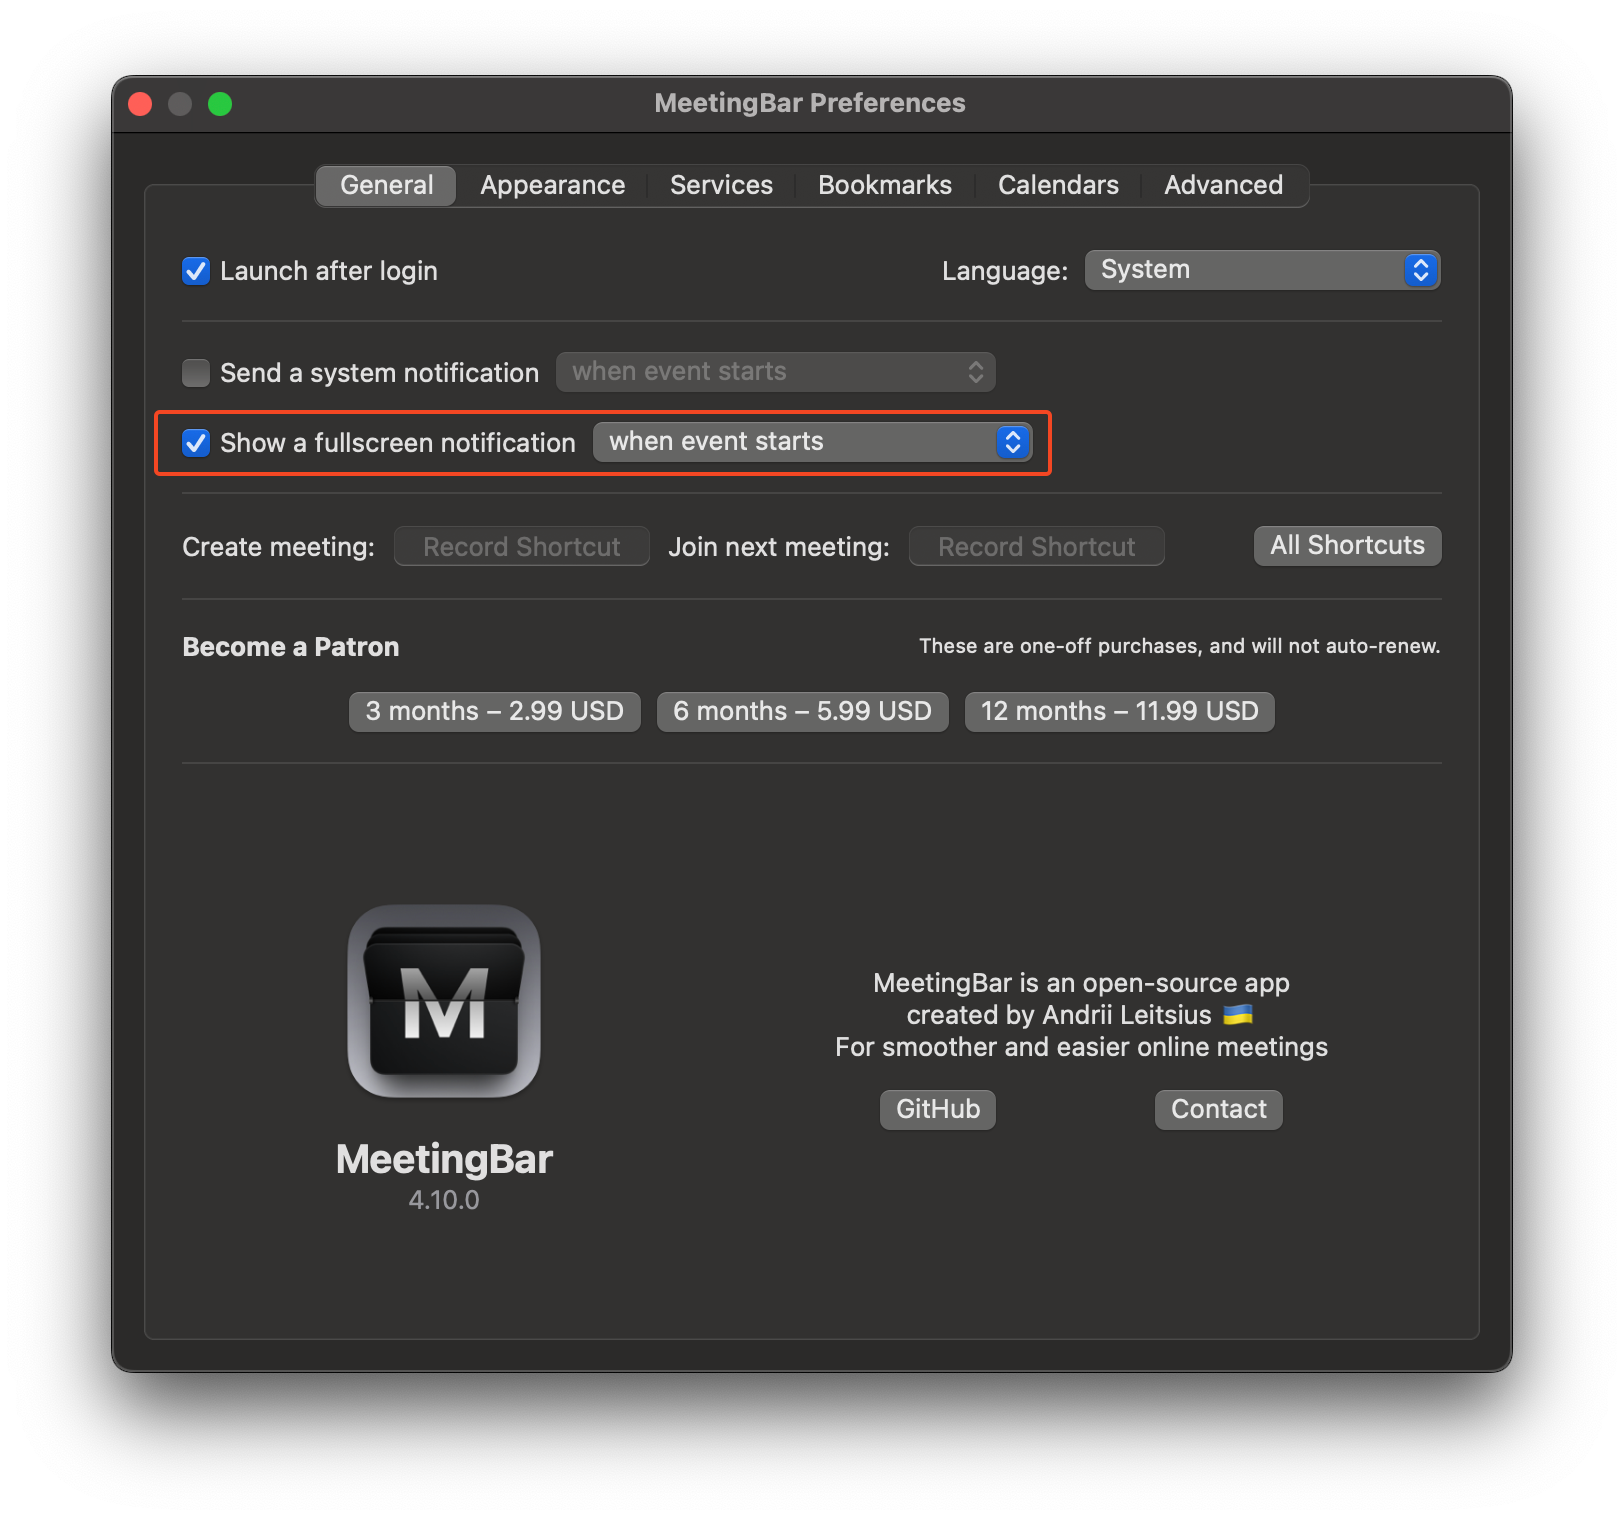 MeetingBar Preferences
General Appearance Services Bookmarks Calendars Advanced
Launch after login Language: System
Send a system notification when event starts
Show a fullscreen notification when event starts
Create meeting: Record Shortcut Join next meeting: Record Shortcut All Shortcuts
Become a Patron These are one-off purchases, and will not auto-renew.
3 months – 2.99 USD 6 months – 5.99 USD 12 months – 11.99 USD
M
MeetingBar
4.10.0
MeetingBar is an open-source app
created by Andrii Leitsius 🇺🇦
For smoother and easier online meetings
GitHub Contact